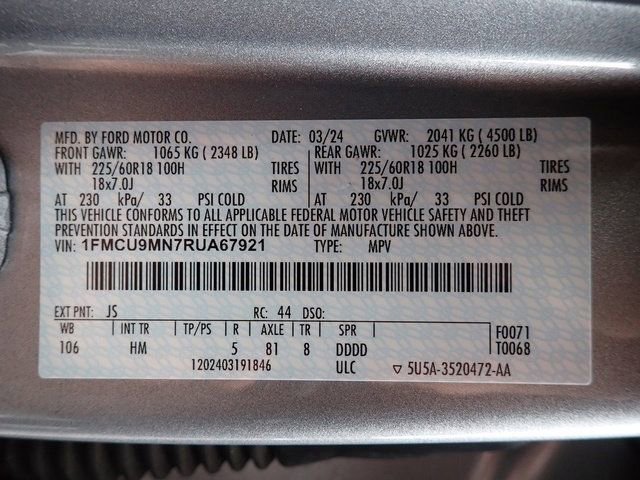 MFD. BY FORD MOTOR CO. DATE: 03/24 GVWR: 2041 KG ( 4500 LB)
FRONT GAWR: 1065 KG ( 2348 LB) REAR GAWR: 1025 KG ( 2260 LB)
WITH 225/60R18 100H TIRES WITH 225/60R18 100H TIRES
18x7.0J RIMS 18x7.0J RIMS
AT 230 kPa/ 33 PSI COLD AT 230 kPa/ 33 PSI COLD
THIS VEHICLE CONFORMS TO ALL APPLICABLE FEDERAL MOTOR VEHICLE SAFETY AND THEFT
PREVENTION STANDARDS IN EFFECT ON THE DATE OF MANUFACTURE SHOWN ABOVE.
VIN: 1FMCU9MN7RUA67921 TYPE: MPV
EXT PNT: JS RC: 44 DSO:
WB INT TR TP/PS R AXLE TR SPR F0071
106 HM 5 81 8 DDDD T0068
1202403191846 ULC ▽ 5U5A-3520472-AA